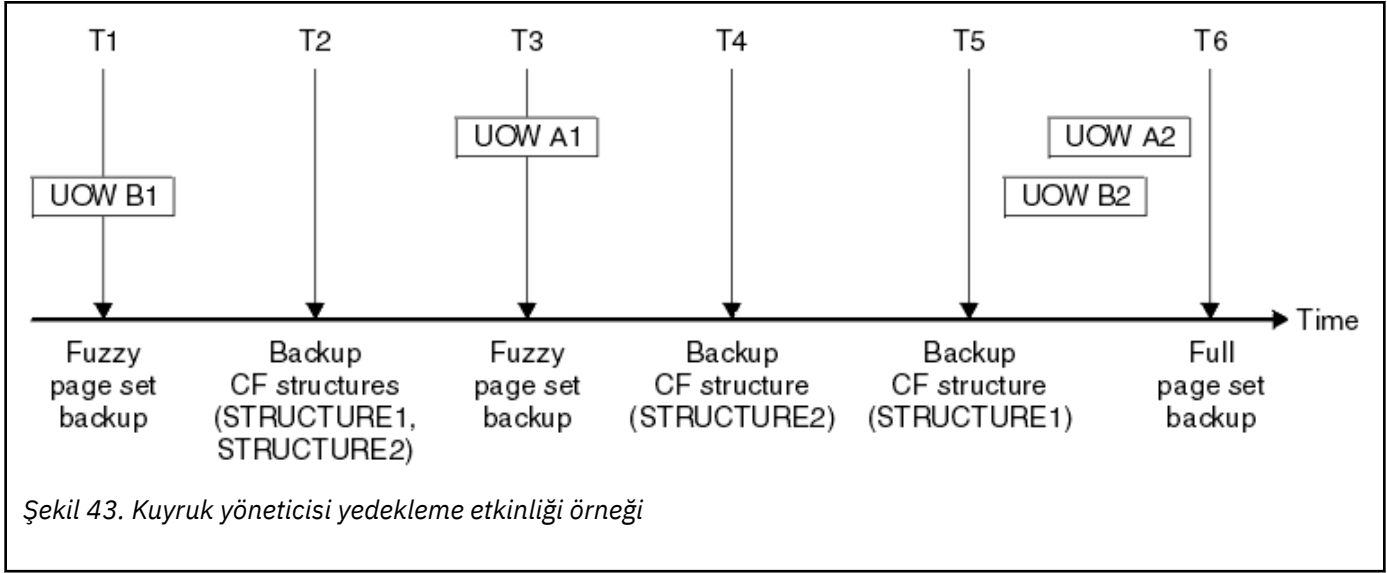 T1
T2
T3
T4
T5
T6
UOW A1
UOW A2
UOW B1
UOW B2
Time
Fuzzy
page set
backup
Backup
CF structures
(STRUCTURE1,
STRUCTURE2)
Fuzzy
page set
backup
Backup
CF structure
(STRUCTURE2)
Backup
CF structure
(STRUCTURE1)
Full
page set
backup
Şekil 43. Kuyruk yöneticisi yedekleme etkinliği örneği